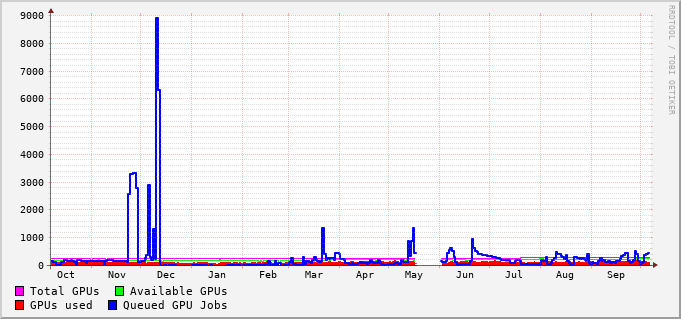 9000
8000
7000
6000
5000
4000
3000
2000
1000
0
Oct Nov Dec Jan Feb Mar Apr May Jun Jul Aug Sep
Total GPUs Available GPUs
GPUs used Queued GPU Jobs
RRDTOOL / TOBI OETIKER